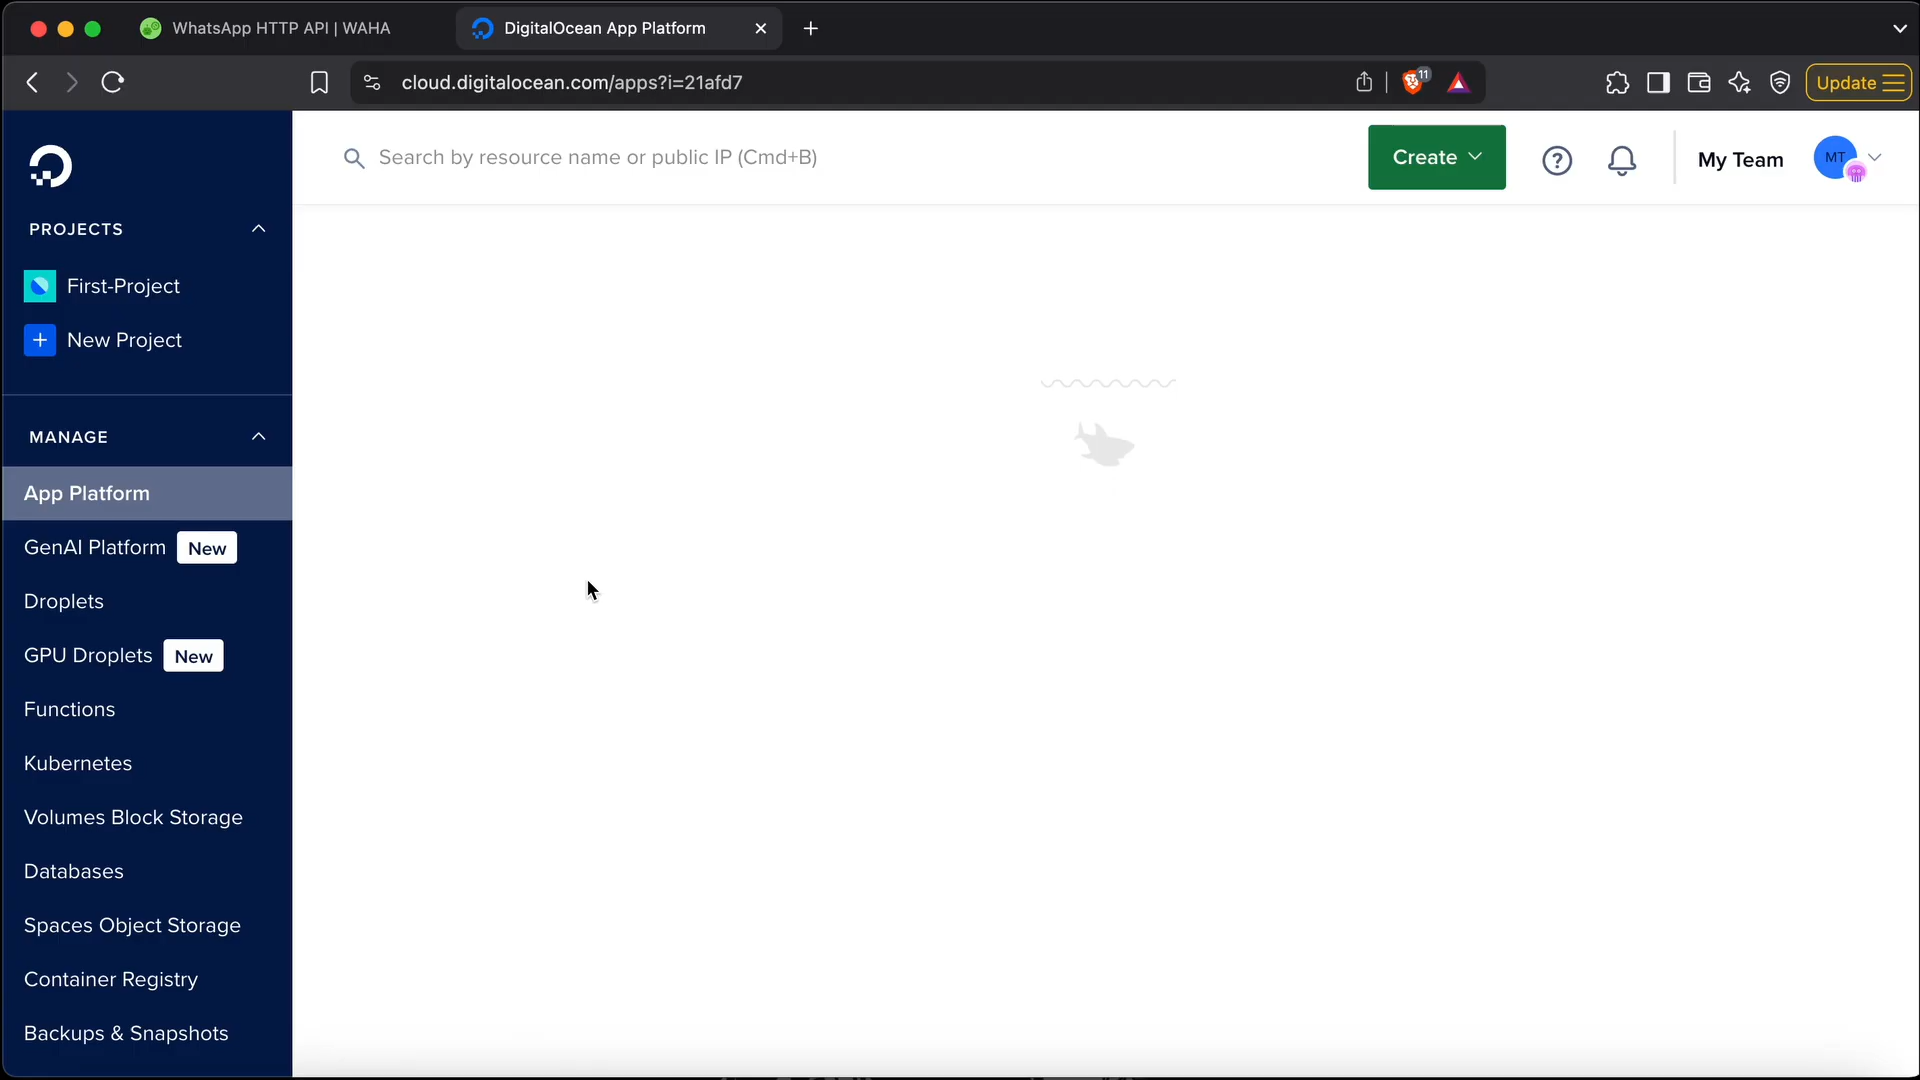 WhatsApp HTTP API | WAHA
DigitalOcean App Platform
cloud.digitalocean.com/apps?i=21afd7
11
Update
Search by resource name or public IP (Cmd+B)
Create
My Team
MT
PROJECTS
First-Project
New Project
MANAGE
App Platform
GenAI Platform New
Droplets
GPU Droplets New
Functions
Kubernetes
Volumes Block Storage
Databases
Spaces Object Storage
Container Registry
Backups & Snapshots